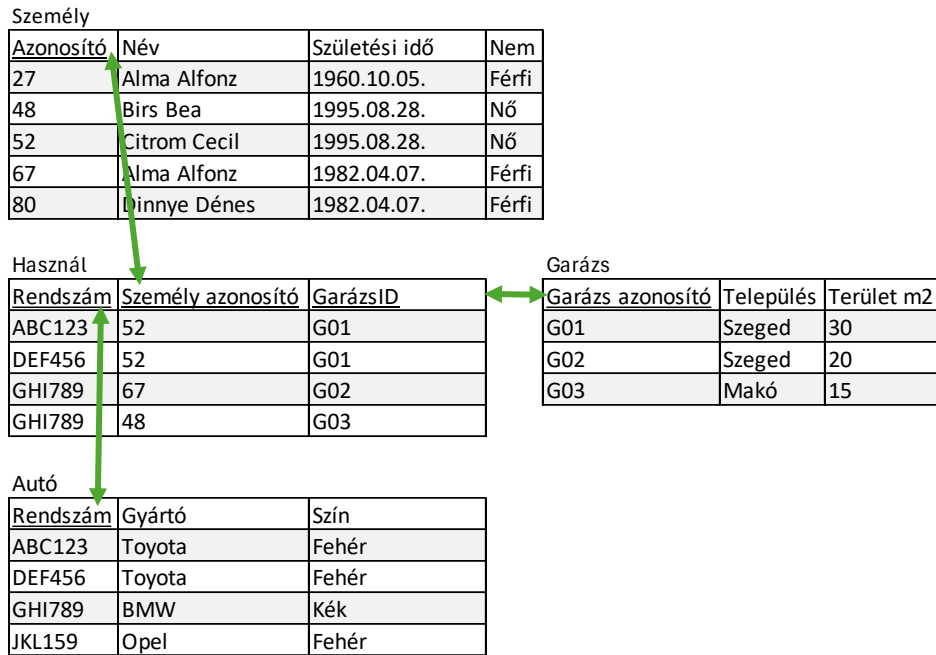 Személy
Azonosító Név Születési idő Nem
27 Alma Alfonz 1960.10.05. Férfi
48 Birs Bea 1995.08.28. Nő
52 Citrom Cecil 1995.08.28. Nő
67 Alma Alfonz 1982.04.07. Férfi
80 Dinnye Dénes 1982.04.07. Férfi
Használ
Rendszám Személy azonosító GarázsID
ABC123 52 G01
DEF456 52 G01
GHI789 67 G02
GHI789 48 G03
Garázs
Garázs azonosító Település Terület m2
G01 Szeged 30
G02 Szeged 20
G03 Makó 15
Autó
Rendszám Gyártó Szín
ABC123 Toyota Fehér
DEF456 Toyota Fehér
GHI789 BMW Kék
JKL159 Opel Fehér